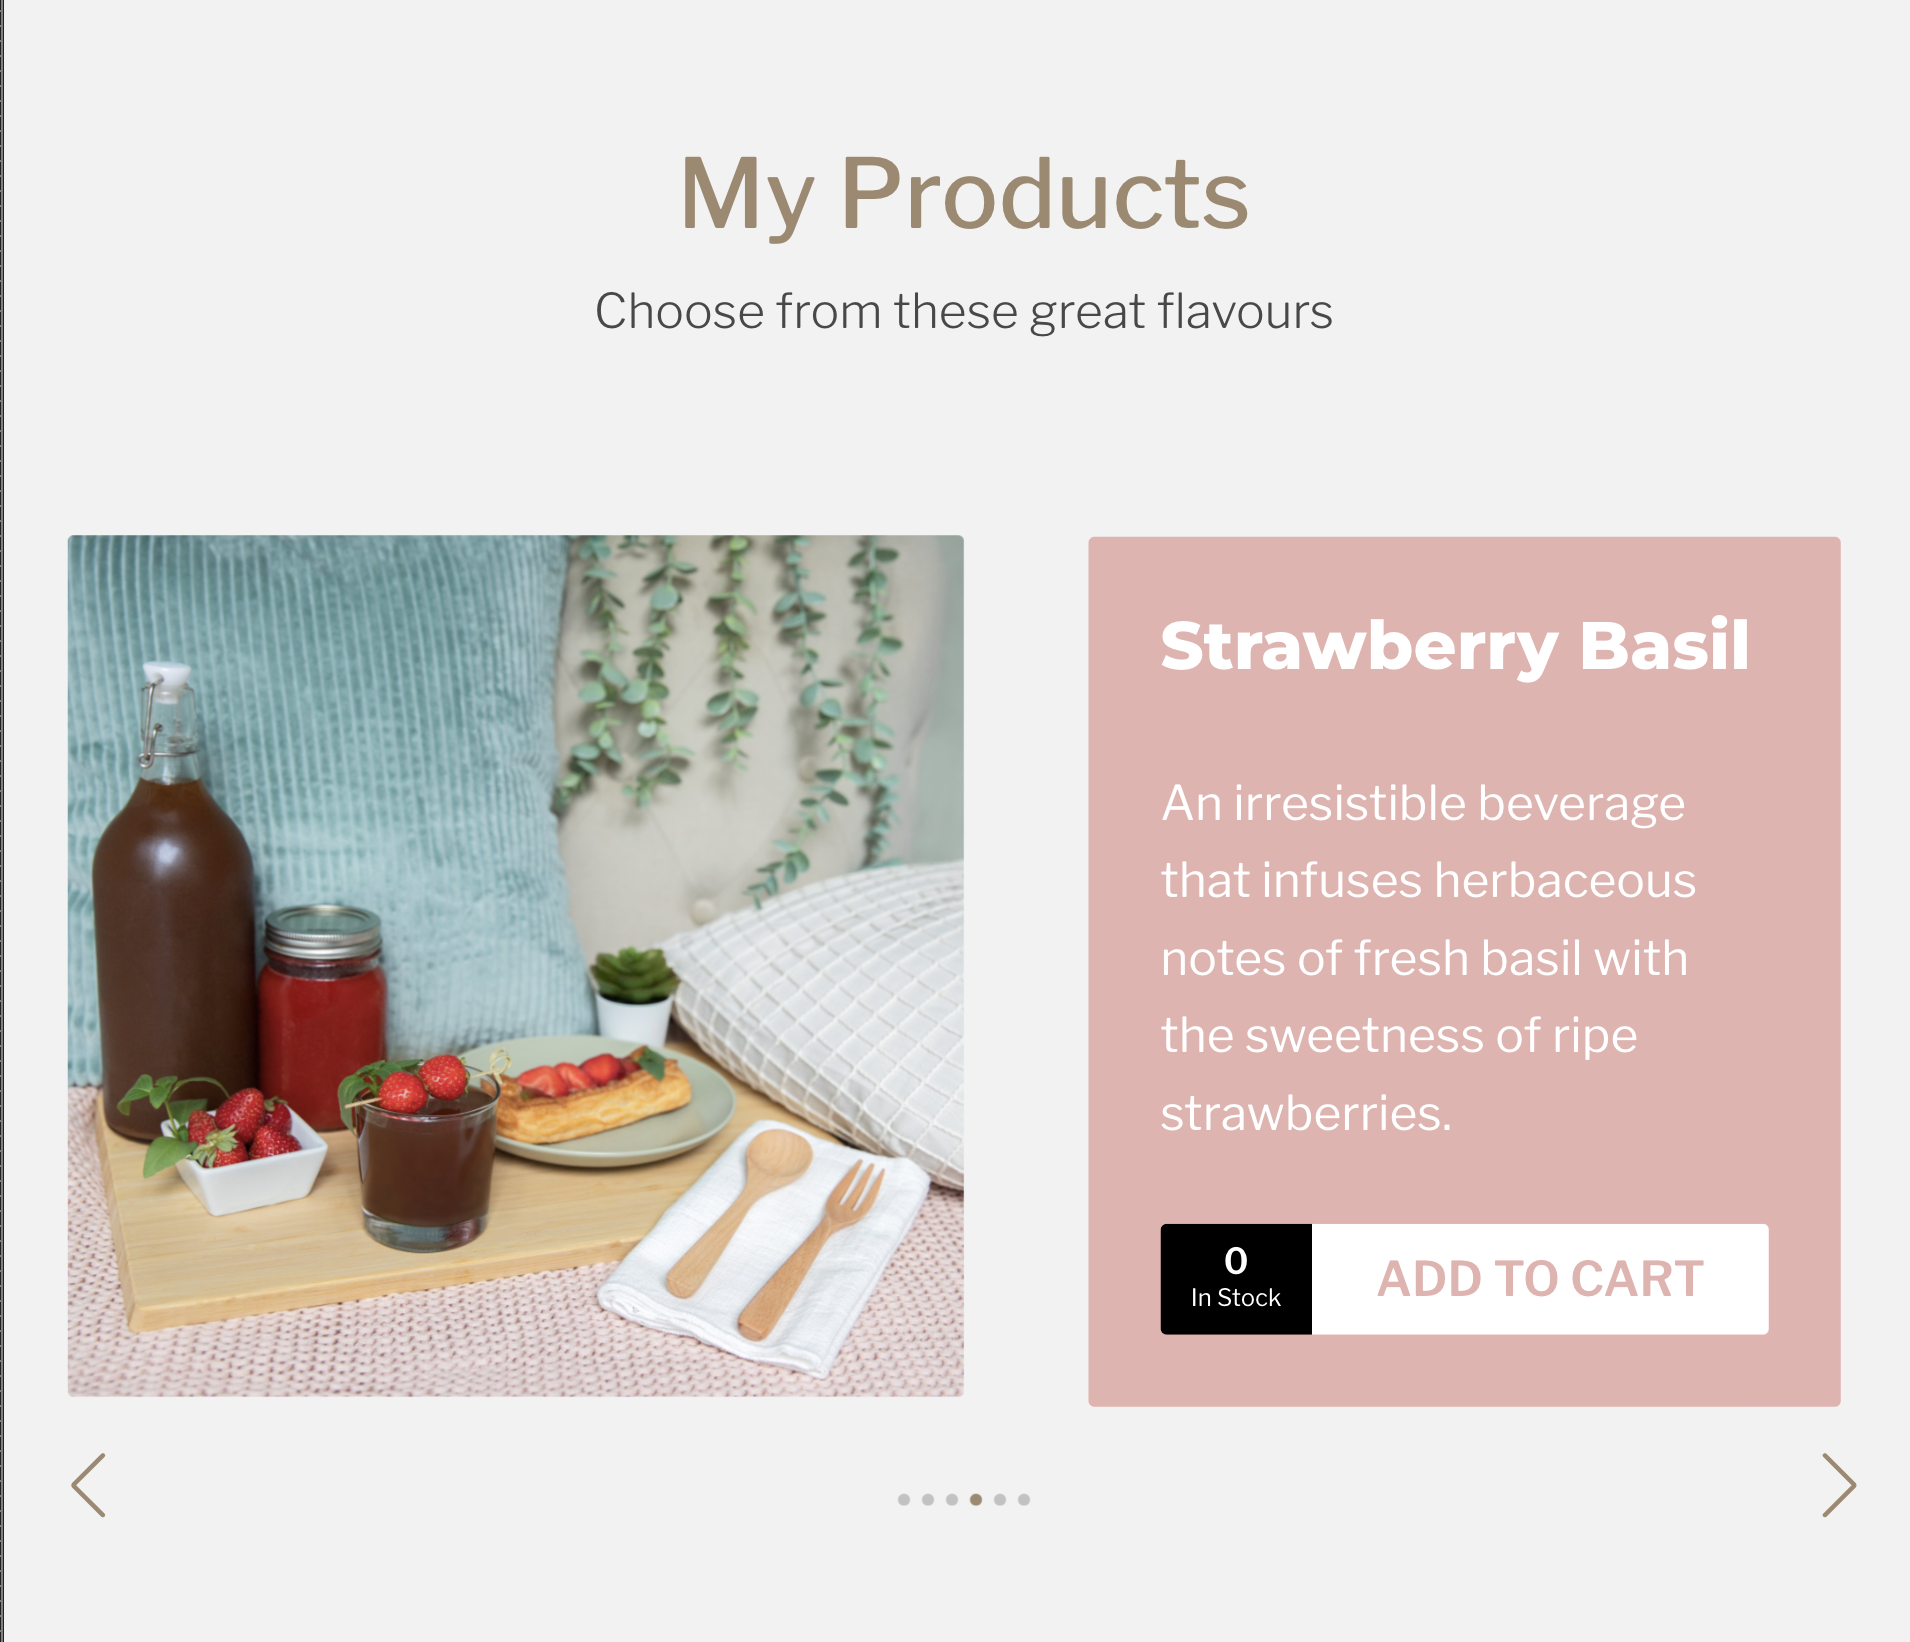 My Products
Choose from these great flavours
Strawberry Basil
An irresistible beverage
that infuses herbaceous
notes of fresh basil with
the sweetness of ripe
strawberries.
0
In Stock
ADD TO CART